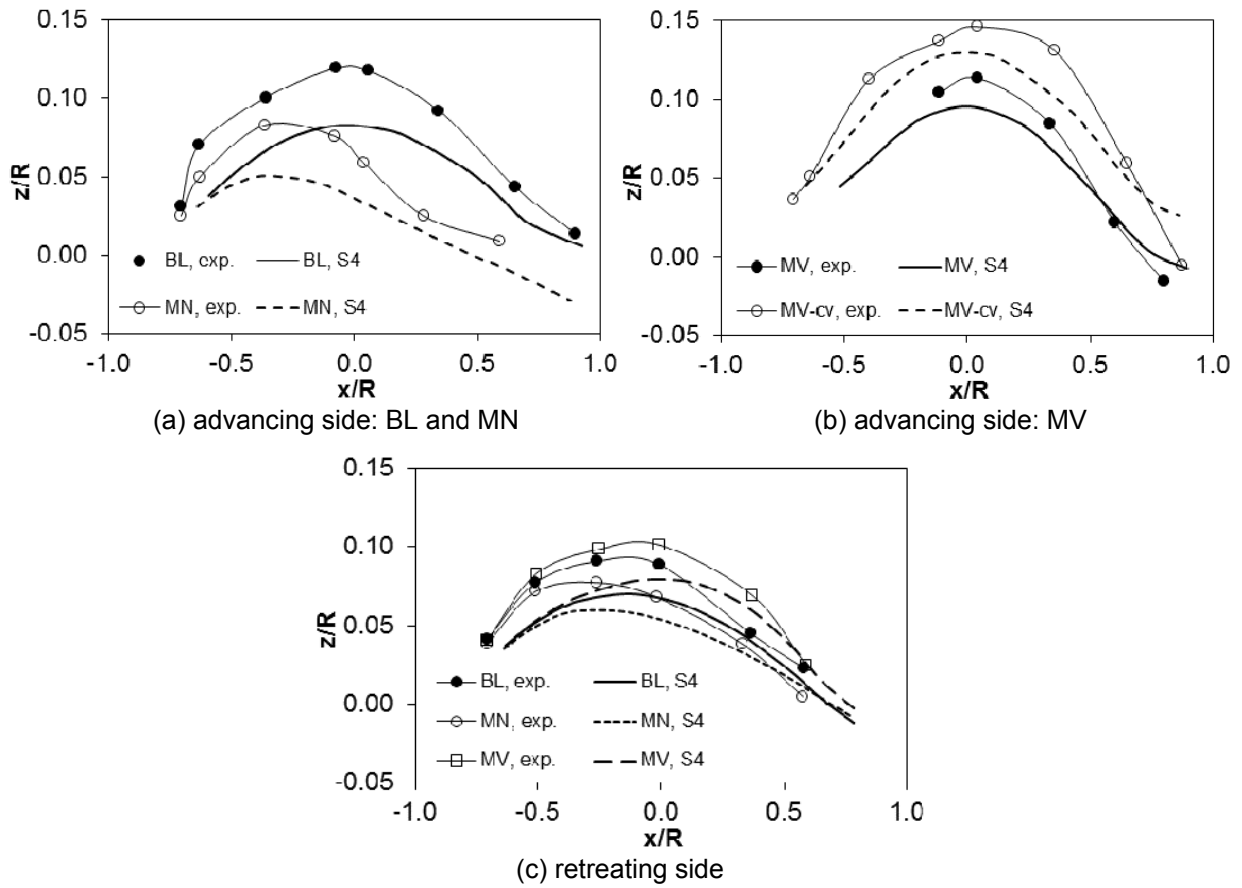 0.15
0.10
0.05
0.00
-0.05
z/R
BL, exp.
BL, S4
MN, exp.
MN, S4
-1.0 -0.5 0.0 0.5 1.0
x/R
(a) advancing side: BL and MN
0.15
0.10
0.05
0.00
-0.05
z/R
MV, exp.
MV, S4
MV-cv, exp.
MV-cv, S4
-1.0 -0.5 0.0 0.5 1.0
x/R
(b) advancing side: MV
0.15
0.10
0.05
0.00
-0.05
z/R
BL, exp.
BL, S4
MN, exp.
MN, S4
MV, exp.
MV, S4
-1.0 -0.5 0.0 0.5 1.0
x/R
(c) retreating side